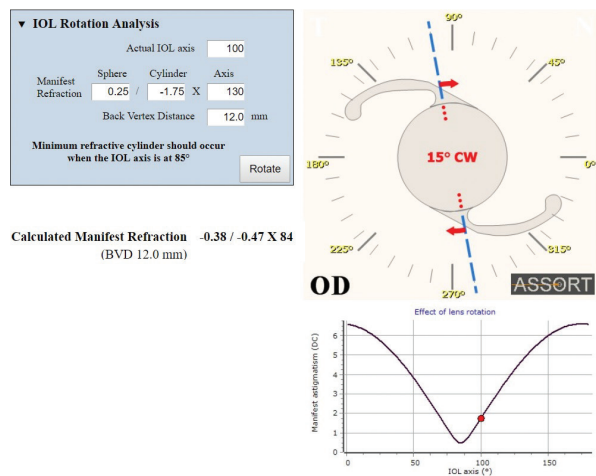 ▼ IOL Rotation Analysis
Actual IOL axis 100
Sphere Cylinder Axis
Manifest Refraction 0.25 / -1.75 X 130
Back Vertex Distance 12.0 mm
Minimum refractive cylinder should occur
when the IOL axis is at 85°
Rotate
Calculated Manifest Refraction -0.38 / -0.47 X 84
(BVD 12.0 mm)
T
N
90°
135°
45°
15° CW
180°
0°
225°
315°
OD
270°
ASSORT
Effect of lens rotation
Manifest astigmatism (DC)
6
5
4
3
2
1
0
0 50 100 150
IOL axis (°)